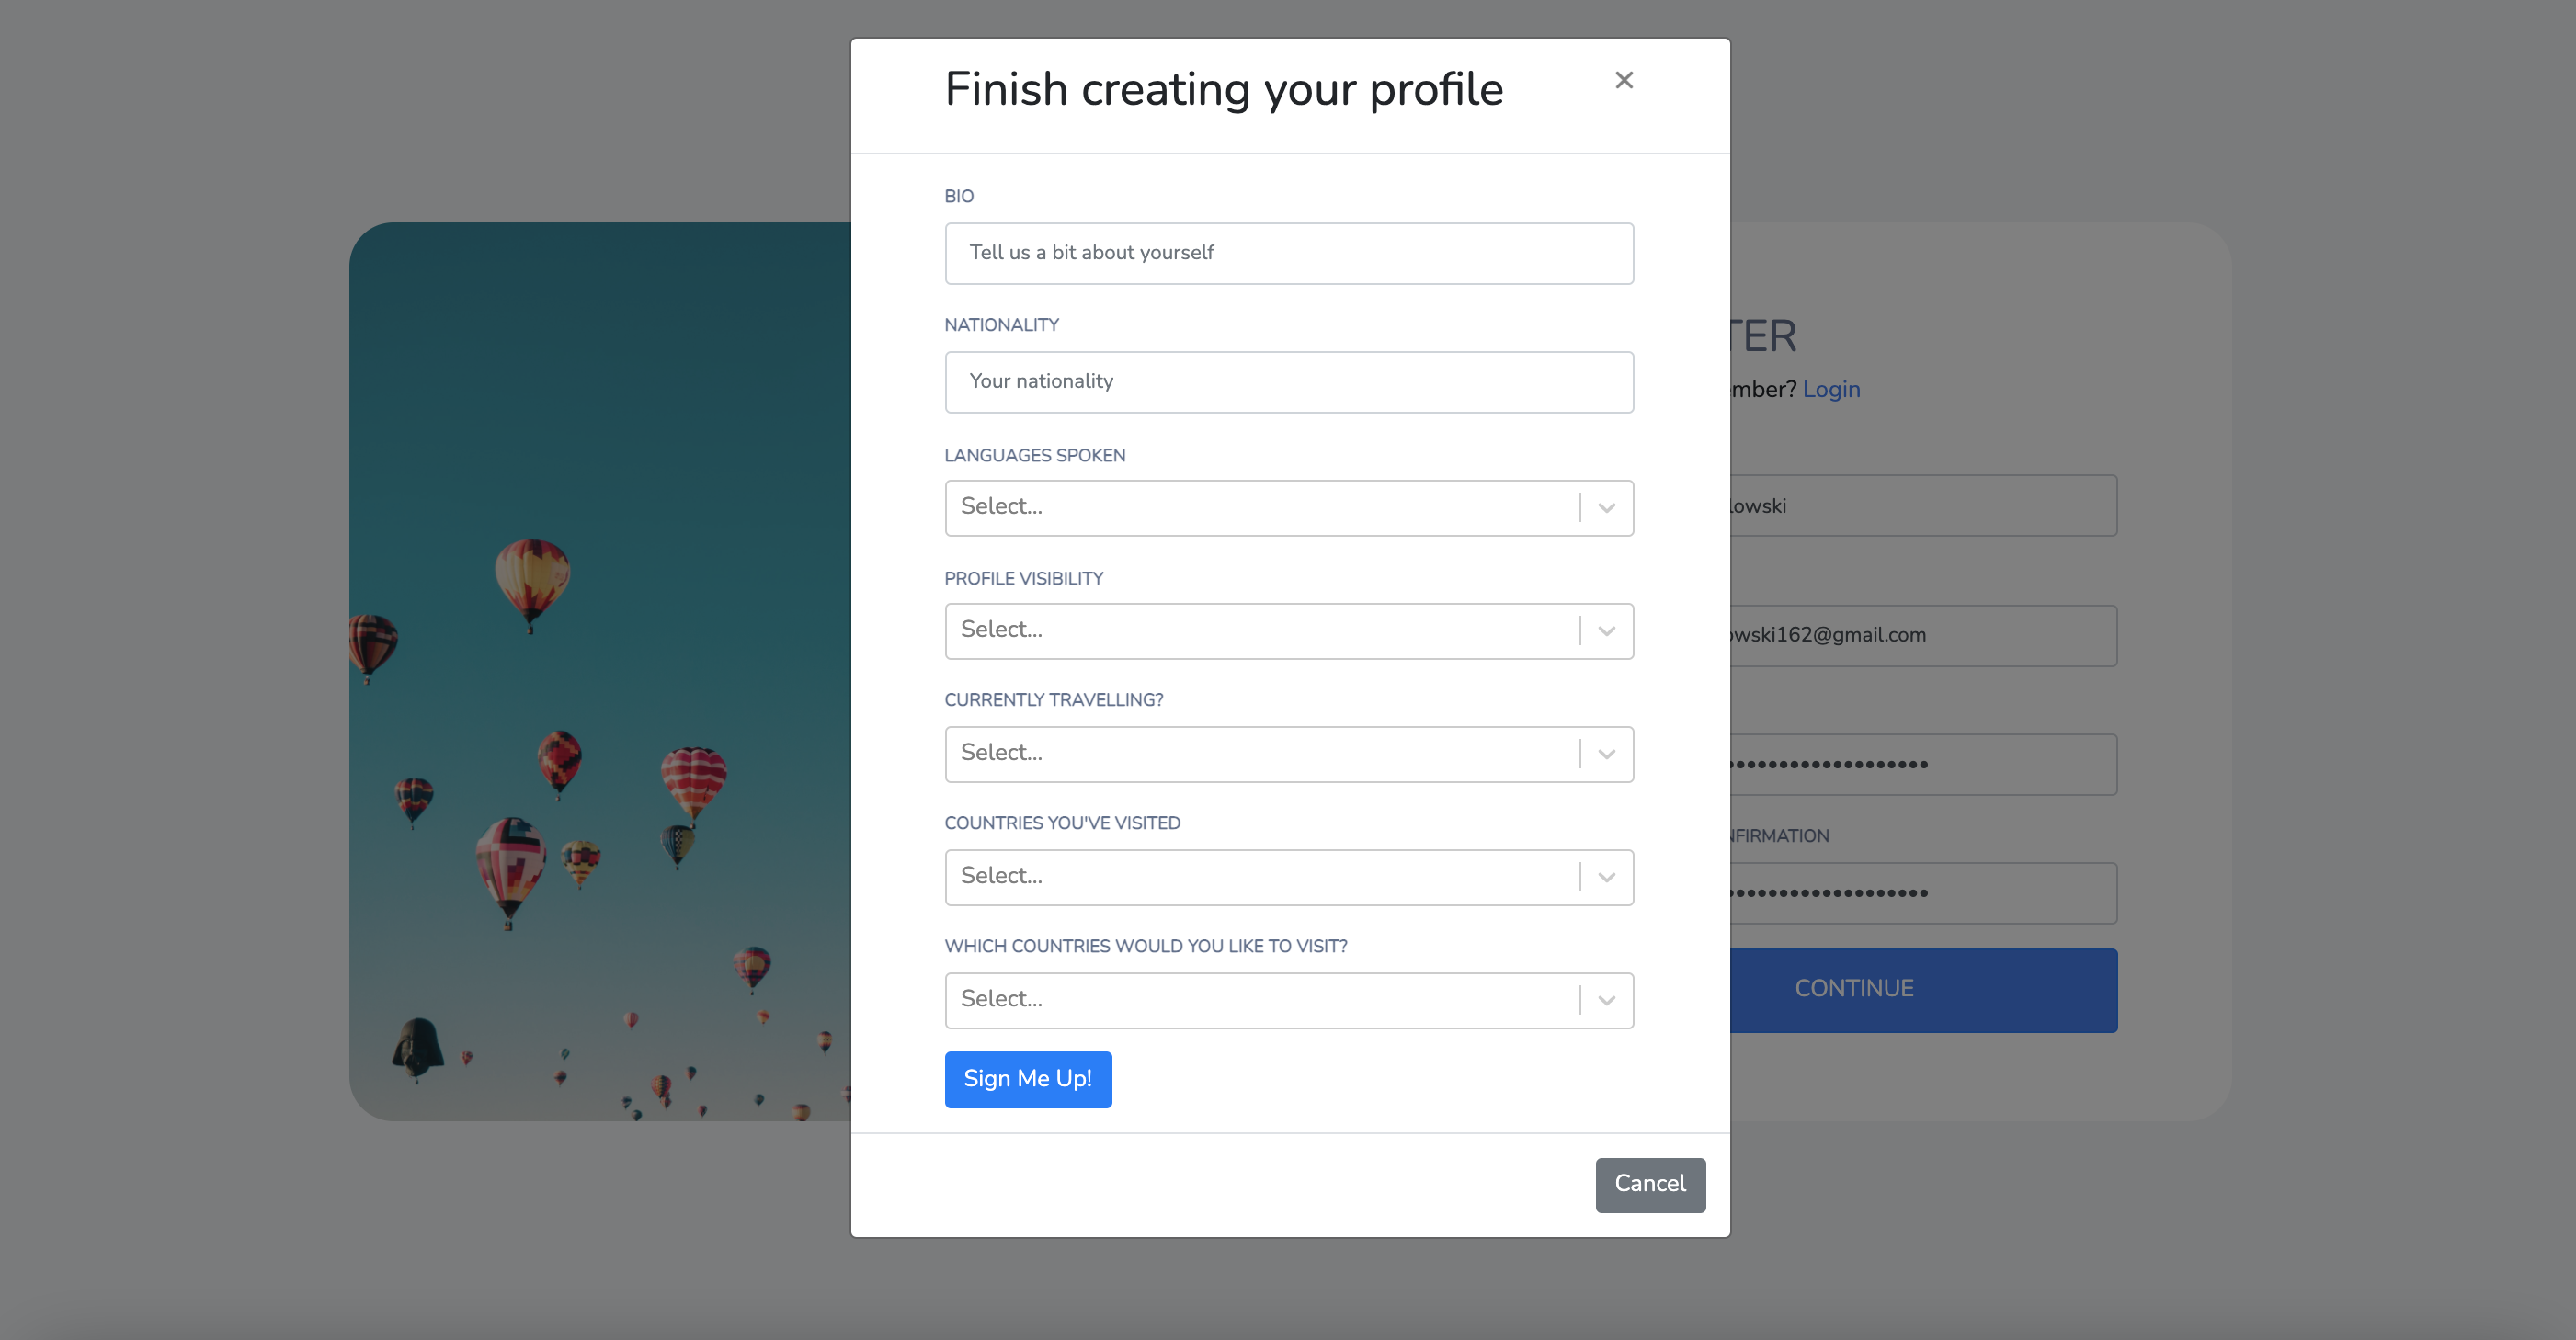 Finish creating your profile
×
BIO
Tell us a bit about yourself
NATIONALITY
Your nationality
LANGUAGES SPOKEN
Select...
PROFILE VISIBILITY
Select...
CURRENTLY TRAVELLING?
Select...
COUNTRIES YOU'VE VISITED
Select...
WHICH COUNTRIES WOULD YOU LIKE TO VISIT?
Select...
Sign Me Up!
Cancel
TER
mber? Login
lowski
owski162@gmail.com
NFIRMATION
CONTINUE